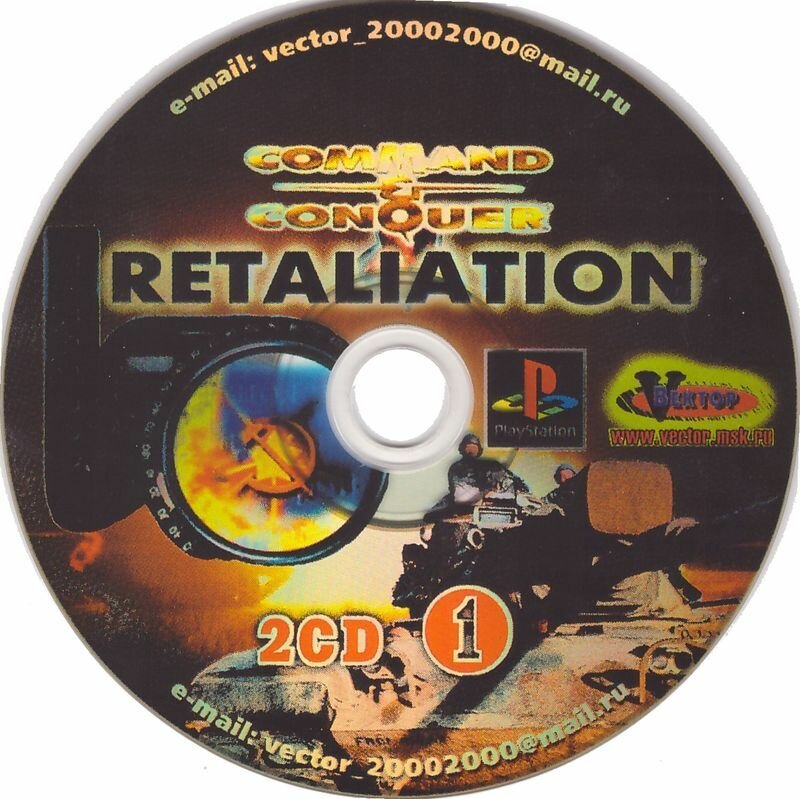 e-mail: vector_20002000@mail.ru
COMMAND
&
CONQUER
RETALIATION
PlayStation
Вектор
www.vector.msk.ru
2CD 1
e-mail: vector_20002000@mail.ru